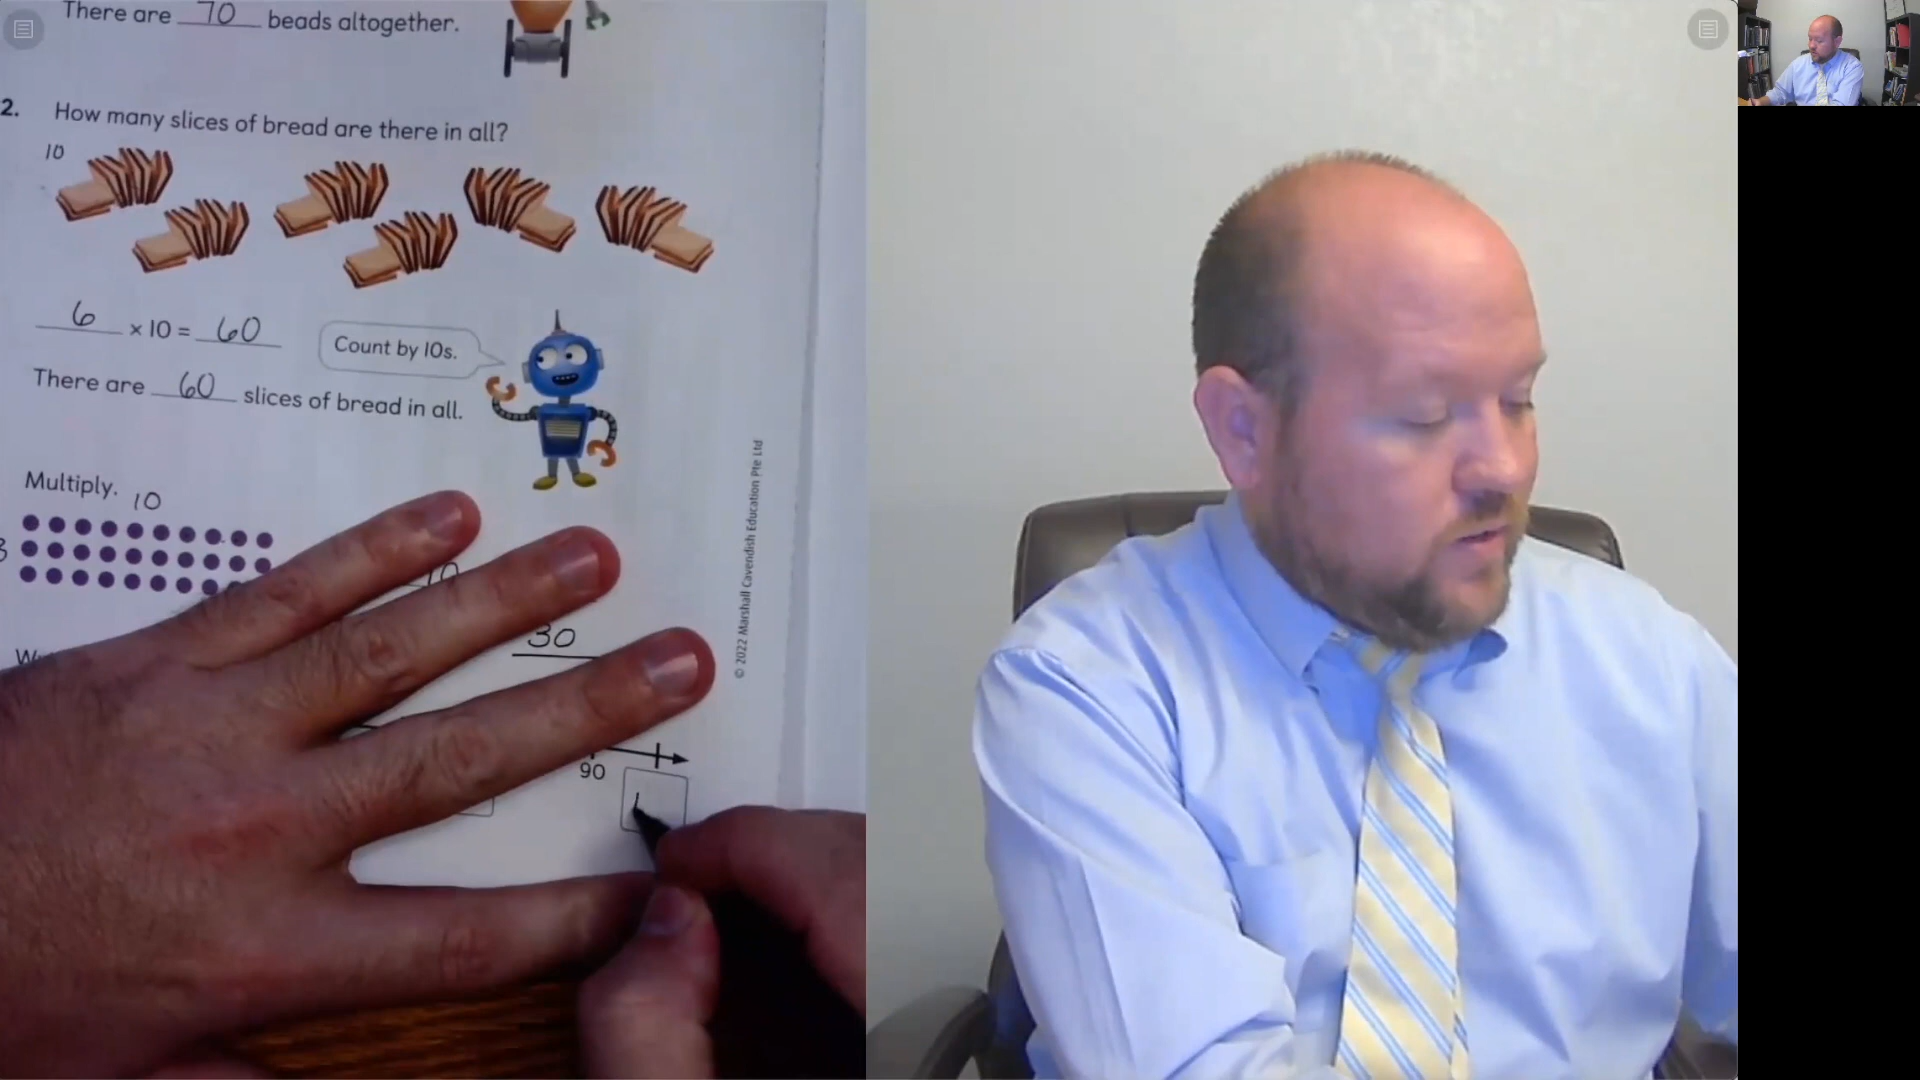 There are 70 beads altogether.
2. How many slices of bread are there in all?
10
6 × 10 = 60
Count by 10s.
There are 60 slices of bread in all.
Multiply. 10
3
10
30
90
© 2022 Marshall Cavendish Education Pte Ltd